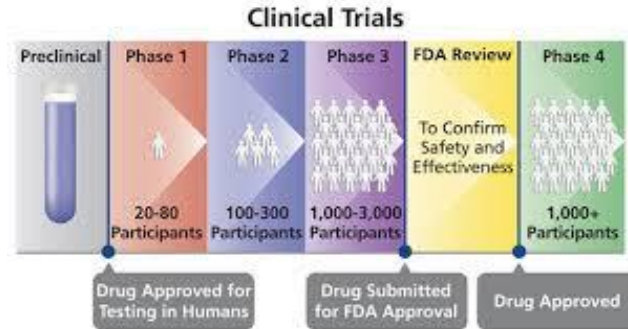 Clinical Trials
Preclinical
Phase 1
Phase 2
Phase 3
FDA Review
Phase 4
To Confirm
Safety and
Effectiveness
20-80
Participants
100-300
Participants
1,000-3,000
Participants
1,000+
Participants
Drug Approved for
Testing in Humans
Drug Submitted
for FDA Approval
Drug Approved